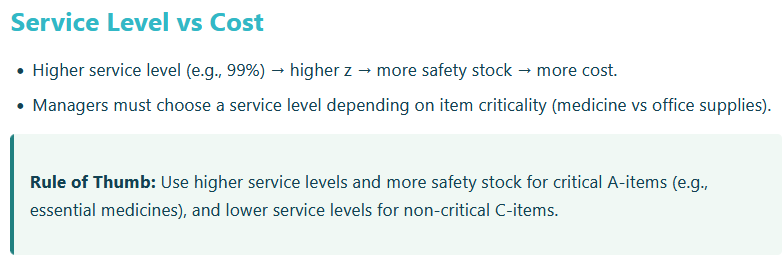 Service Level vs Cost
• Higher service level (e.g., 99%) → higher z → more safety stock → more cost.
• Managers must choose a service level depending on item criticality (medicine vs office supplies).
Rule of Thumb: Use higher service levels and more safety stock for critical A-items (e.g.,
essential medicines), and lower service levels for non-critical C-items.